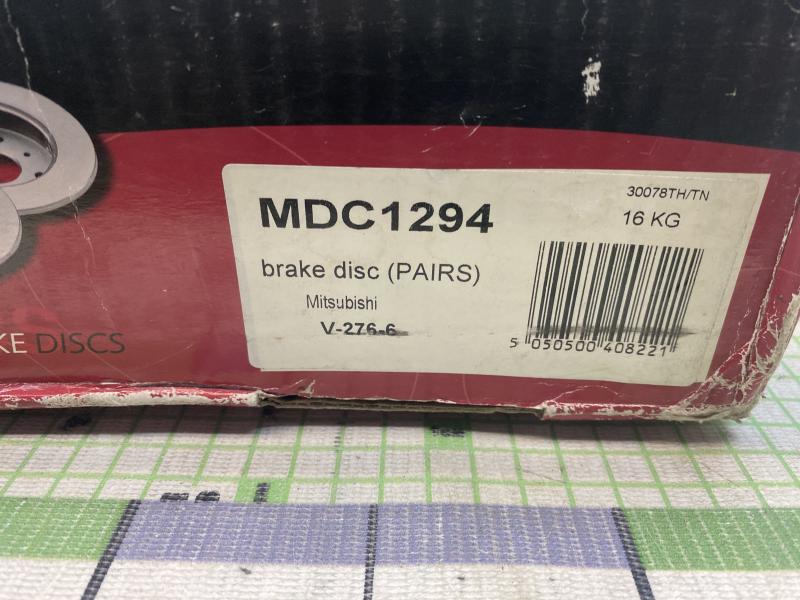 30078TH/TN
MDC1294
16 KG
brake disc (PAIRS)
Mitsubishi
V-276-6
5 050500 408221
KE DISCS